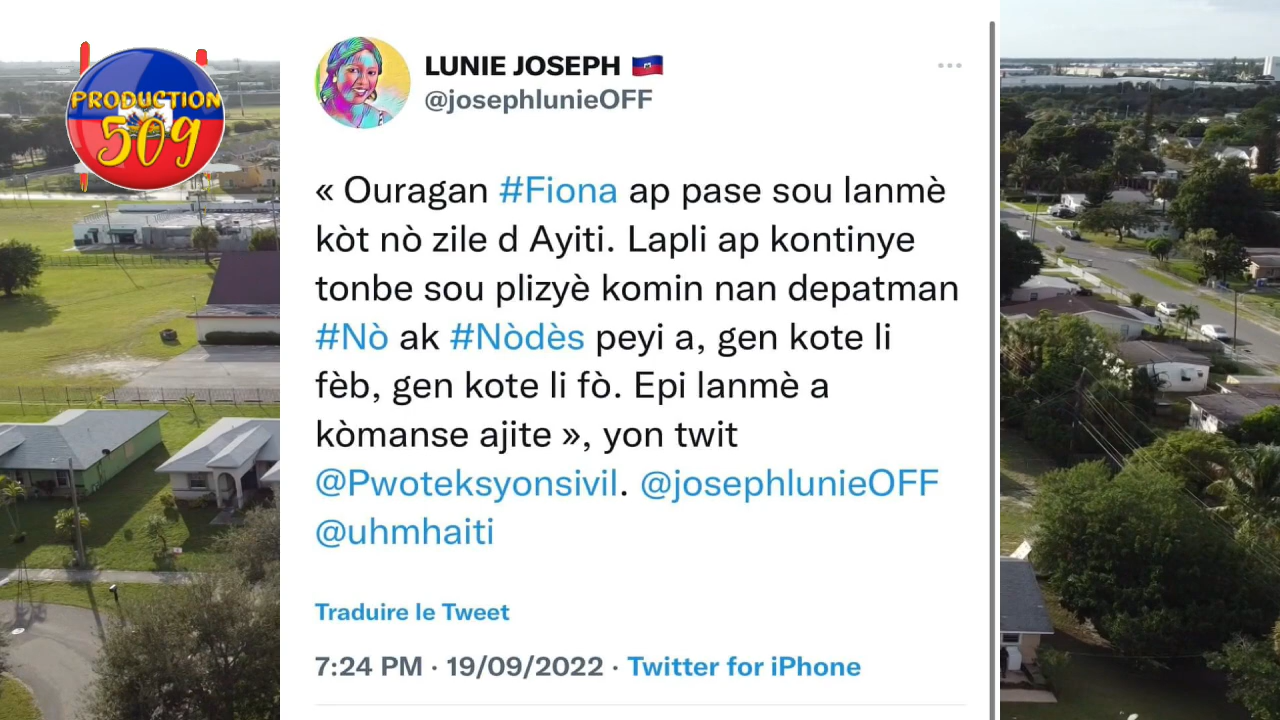 PRODUCTION
509
LUNIE JOSEPH 🇭🇹
@josephlunieOFF
« Ouragan #Fiona ap pase sou lanmè
kòt nò zile d Ayiti. Lapli ap kontinye
tonbe sou plizyè komin nan depatman
#Nò ak #Nòdès peyi a, gen kote li
fèb, gen kote li fò. Epi lanmè a
kòmanse ajite », yon twit
@Pwoteksyonsivil. @josephlunieOFF
@uhmhaiti
Traduire le Tweet
7:24 PM · 19/09/2022 · Twitter for iPhone